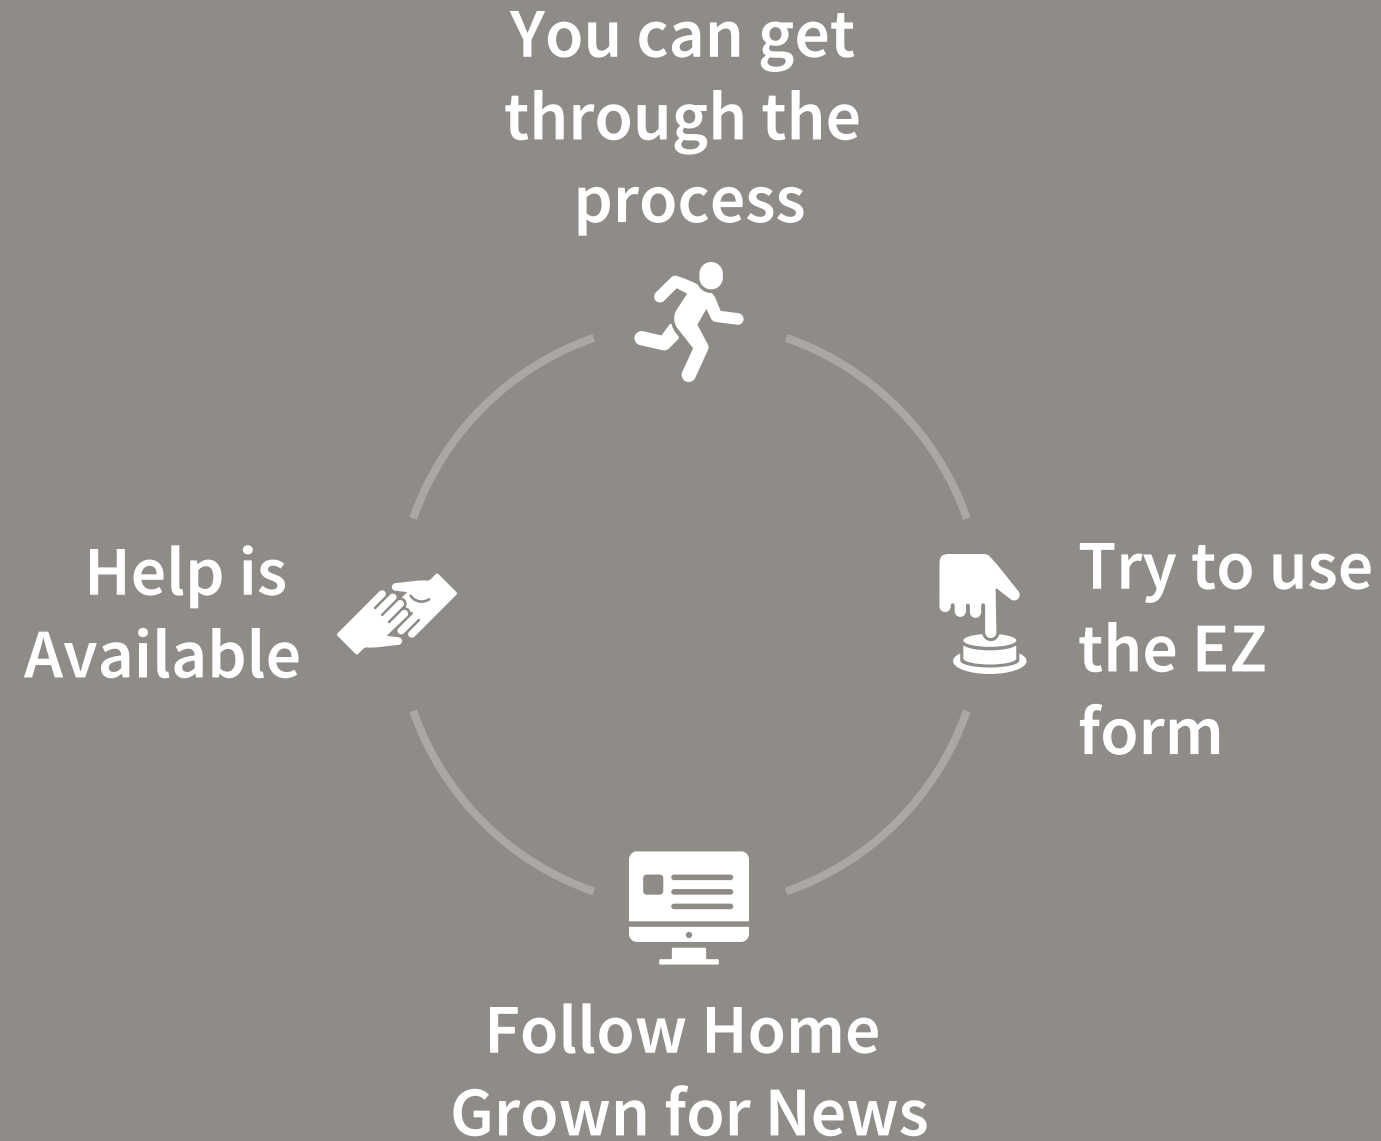 You can get
through the
process
Help is
Available
Try to use
the EZ
form
Follow Home
Grown for News